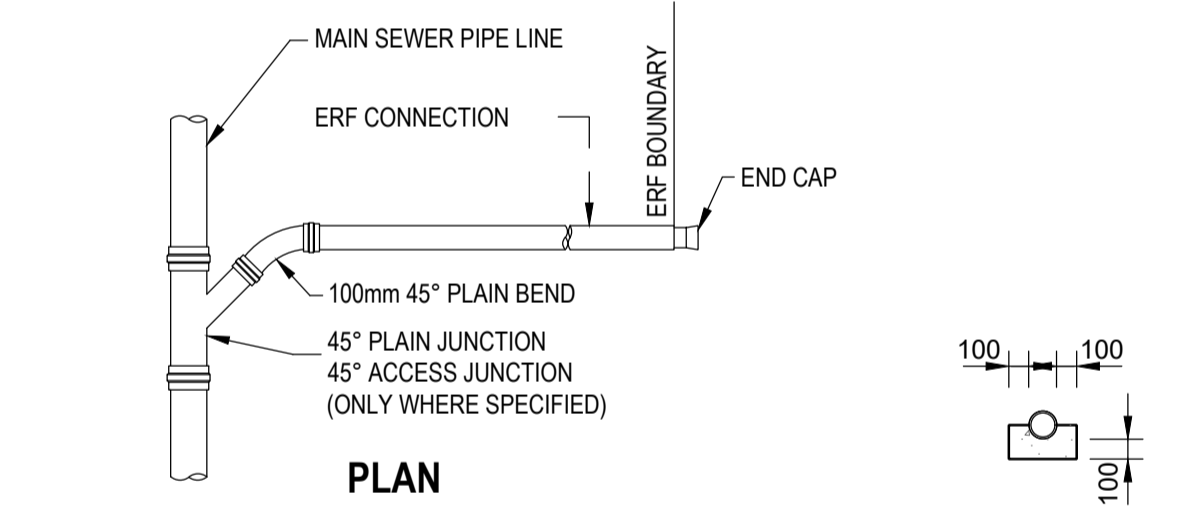 MAIN SEWER PIPE LINE
ERF CONNECTION
ERF BOUNDARY
END CAP
100mm 45° PLAIN BEND
45° PLAIN JUNCTION
45° ACCESS JUNCTION
(ONLY WHERE SPECIFIED)
PLAN
100
100
100